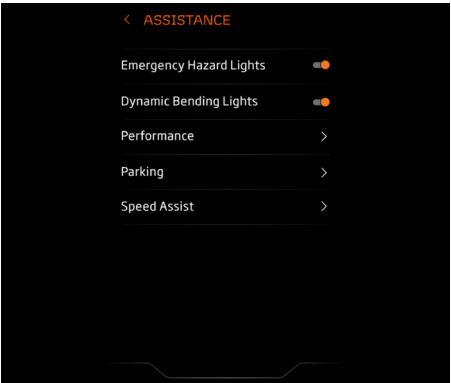 ASSISTANCE
Emergency Hazard Lights
Dynamic Bending Lights
Performance
Parking
Speed Assist